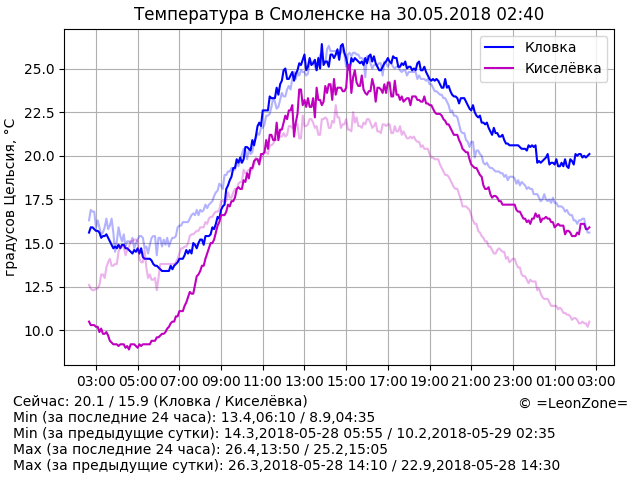 Температура в Смоленске на 30.05.2018 02:40
Кловка
Киселёвка
градусов Цельсия, °C
25.0
22.5
20.0
17.5
15.0
12.5
10.0
03:00 05:00 07:00 09:00 11:00 13:00 15:00 17:00 19:00 21:00 23:00 01:00 03:00
Сейчас: 20.1 / 15.9 (Кловка / Киселёвка)
© =LeonZone=
Min (за последние 24 часа): 13.4,06:10 / 8.9,04:35
Min (за предыдущие сутки): 14.3,2018-05-28 05:55 / 10.2,2018-05-29 02:35
Max (за последние 24 часа): 26.4,13:50 / 25.2,15:05
Max (за предыдущие сутки): 26.3,2018-05-28 14:10 / 22.9,2018-05-28 14:30